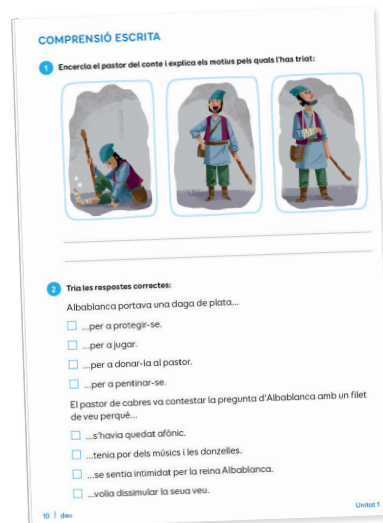 COMPRENSIÓ ESCRITA
1 Encercla el pastor del conte i explica els motius pels quals l'has triat:
2 Tria les respostes correctes:
Albablanca portava una daga de plata...
...per a protegir-se.
...per a jugar.
...per a donar-la al pastor.
...per a pentinar-se.
El pastor de cabres va contestar la pregunta d'Albablanca amb un filet
de veu perquè...
...s'havia quedat afònic.
...tenia por dels músics i les donzelles.
...se sentia intimidat per la reina Albablanca.
...volia dissimular la seua veu.
10 | deu
Unitat 1